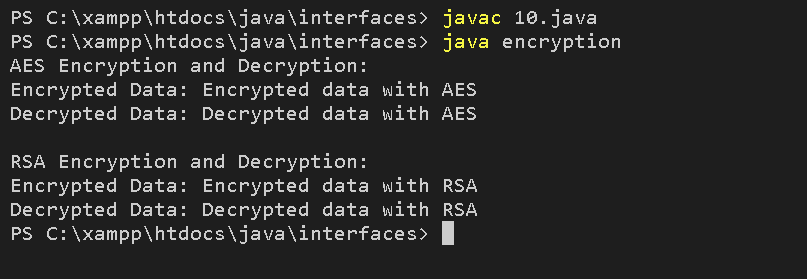 PS C:\xampp\htdocs\java\interfaces> javac 10.java
PS C:\xampp\htdocs\java\interfaces> java encryption
AES Encryption and Decryption:
Encrypted Data: Encrypted data with AES
Decrypted Data: Decrypted data with AES
RSA Encryption and Decryption:
Encrypted Data: Encrypted data with RSA
Decrypted Data: Decrypted data with RSA
PS C:\xampp\htdocs\java\interfaces>